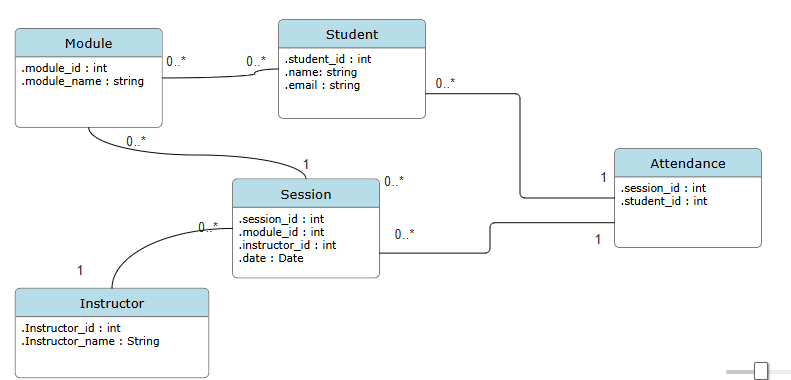 Module
.module_id : int
.module_name : string
0..*
0..*
Student
.student_id : int
.name: string
.email : string
0..*
0..*
1
Session
.session_id : int
.module_id : int
.instructor_id : int
.date : Date
0..*
0..*
0..*
1
1
Attendance
.session_id : int
.student_id : int
1
Instructor
.Instructor_id : int
.Instructor_name : String